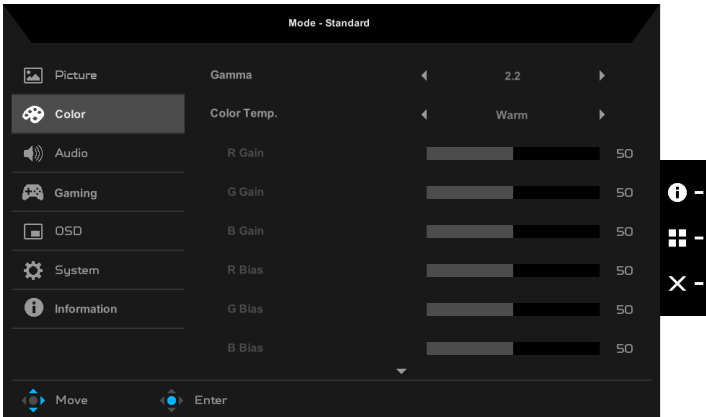 Mode - Standard
Picture
Color
Audio
Gaming
OSD
System
Information
Gamma 2.2
Color Temp. Warm
R Gain 50
G Gain 50
B Gain 50
R Bias 50
G Bias 50
B Bias 50
Move
Enter